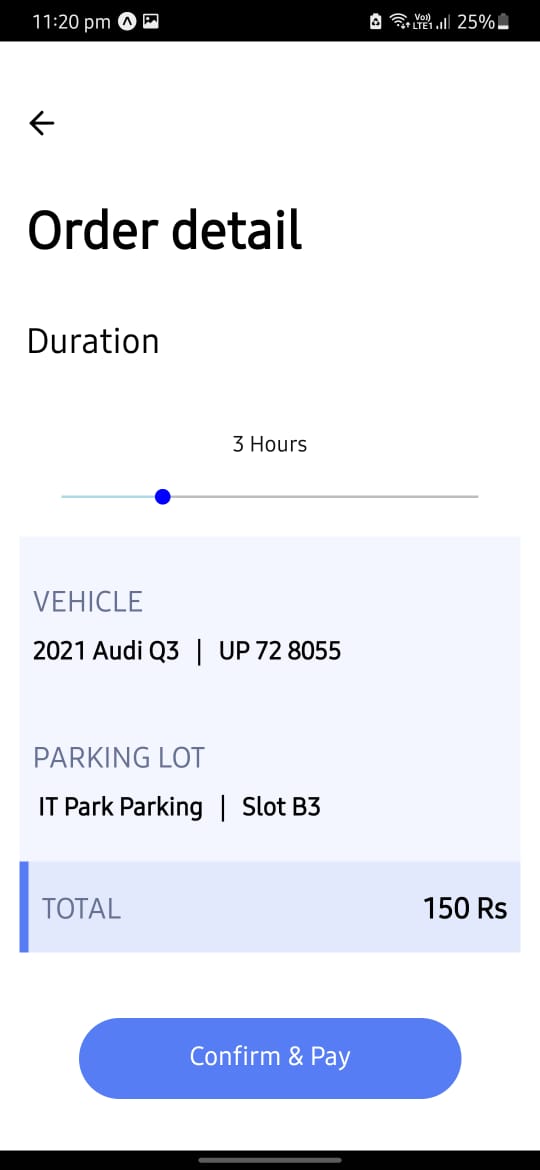 11:20 pm Vo)) LTE1 25%
Order detail
Duration
3 Hours
VEHICLE
2021 Audi Q3 | UP 72 8055
PARKING LOT
IT Park Parking | Slot B3
TOTAL 150 Rs
Confirm & Pay